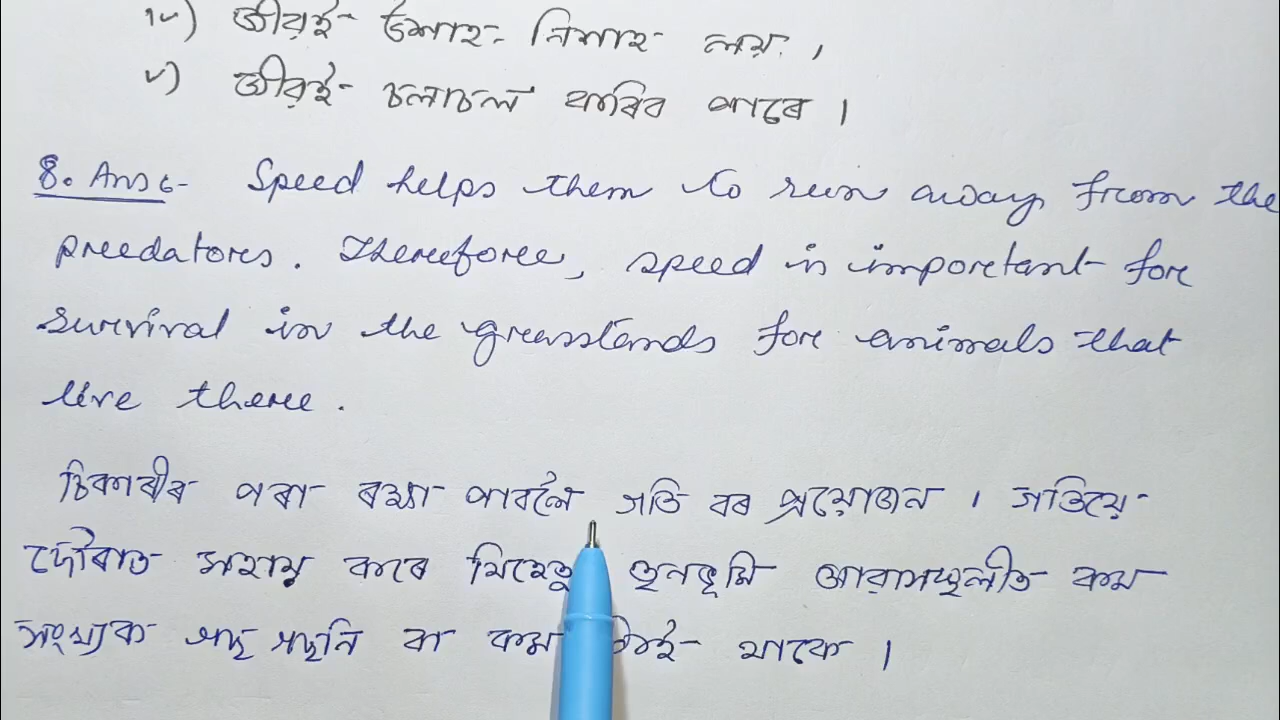 iv) জীৱই উশাহ-নিশাহ লয়।
v) জীৱই চলাচল কৰিব পাৰে।
8. Ans:- Speed helps them to run away from the
predators. Therefore, speed is important for
survival in the grasslands for animals that
live there.
চিকাৰীৰ পৰা ৰক্ষা পাবলৈ গতি বৰ প্ৰয়োজন। গতিয়ে
দৌৰাত সহায় কৰে যিহেতু তৃনভূমি আৱাসস্থলীত কম
সংখ্যক গছ গছনি বা কম ঠাই থাকে।